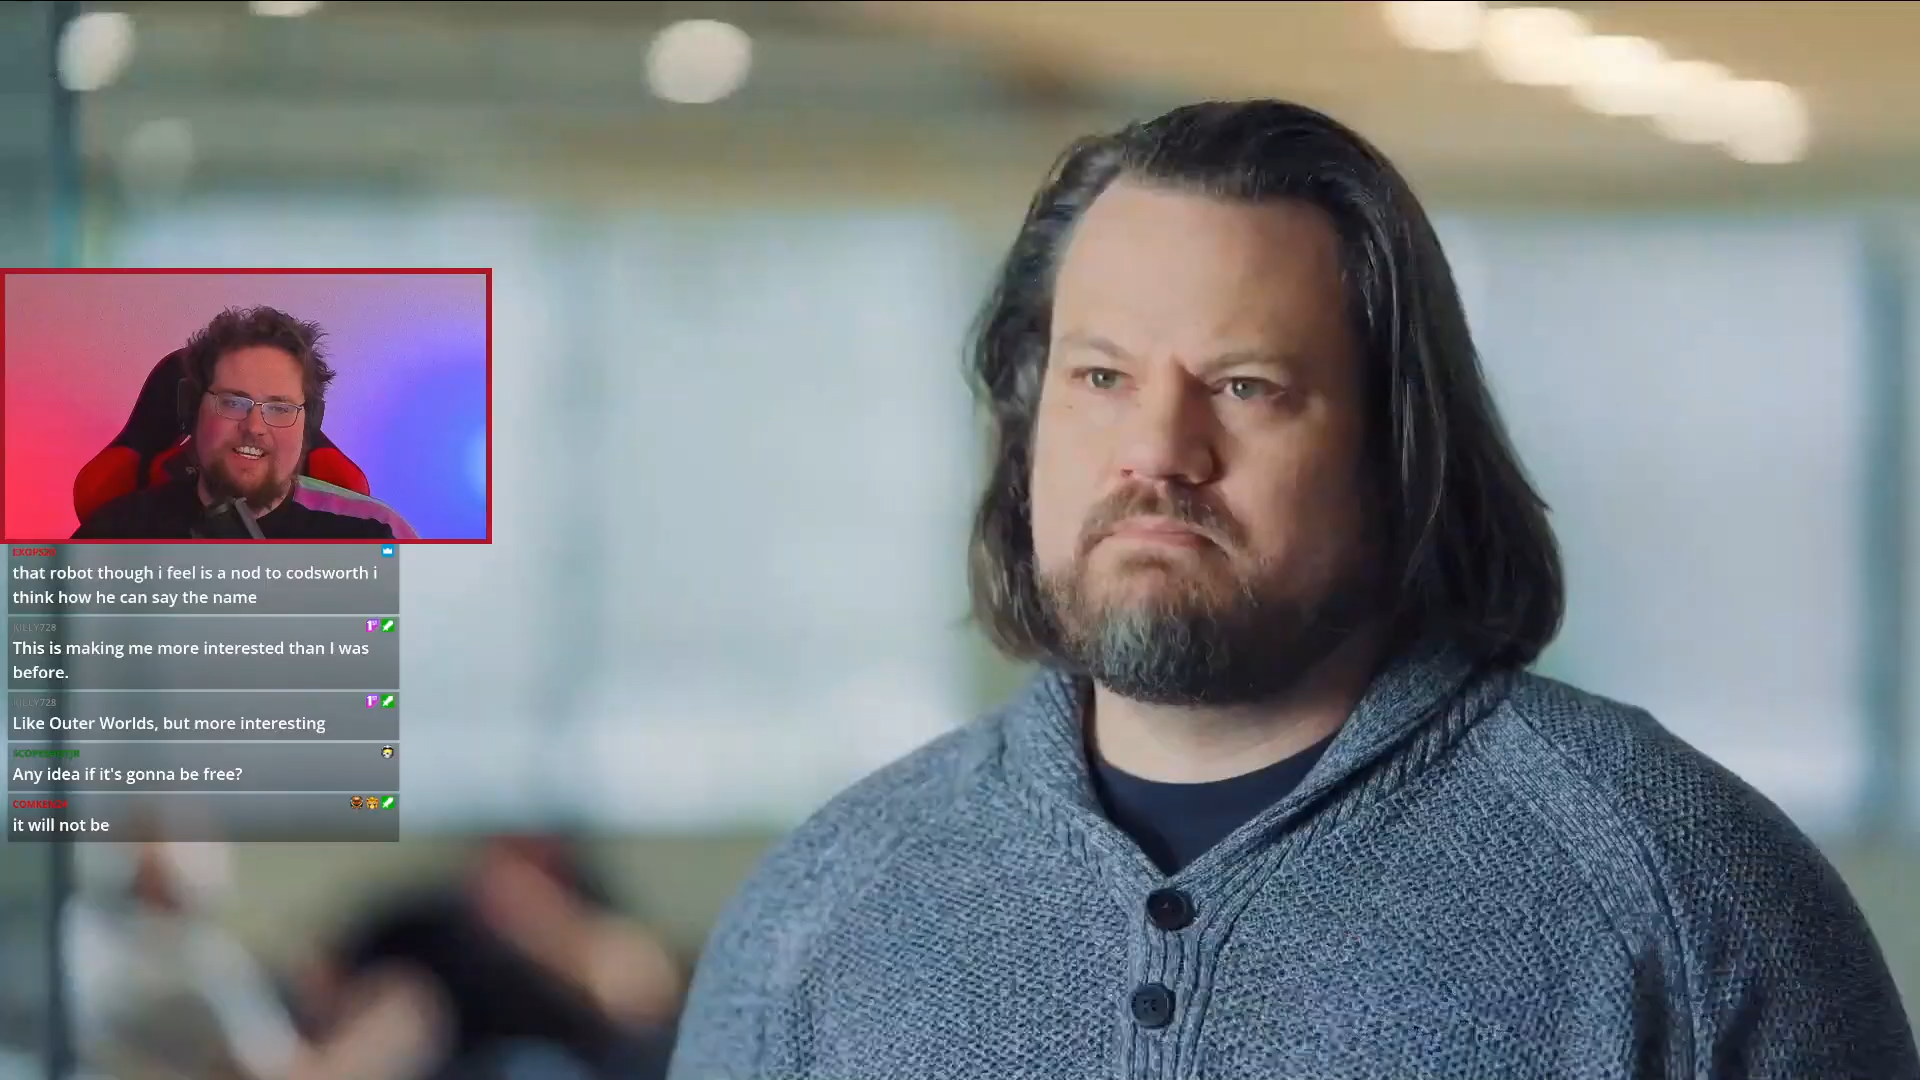 that robot though i feel is a nod to codsworth i
think how he can say the name
This is making me more interested than I was
before.
Like Outer Worlds, but more interesting
Any idea if it's gonna be free?
it will not be